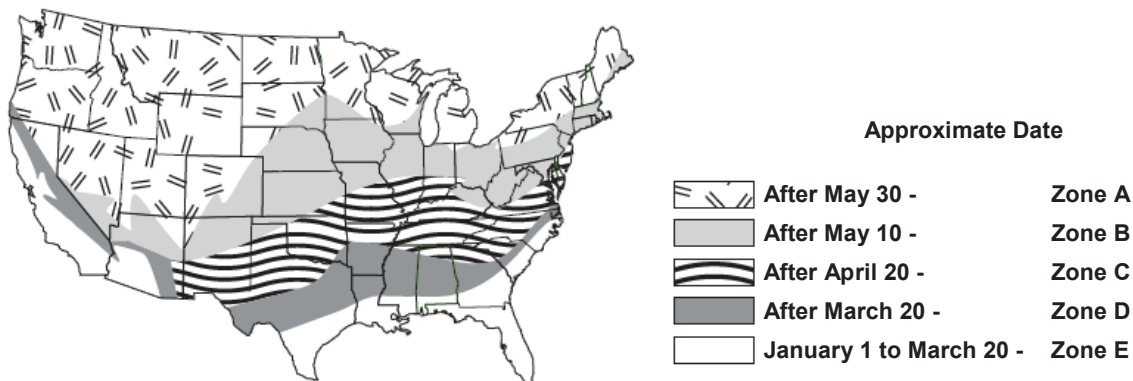 Approximate Date
After May 30 - Zone A
After May 10 - Zone B
After April 20 - Zone C
After March 20 - Zone D
January 1 to March 20 - Zone E